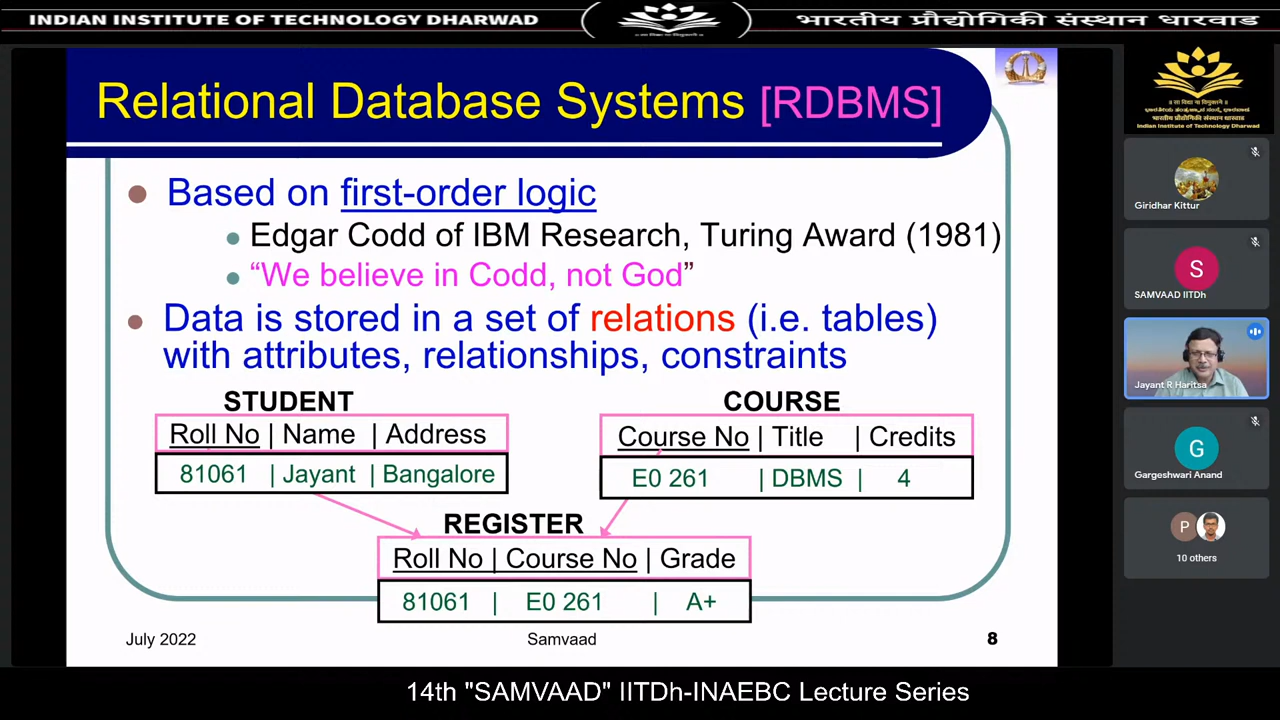 INDIAN INSTITUTE OF TECHNOLOGY DHARWAD
भारतीय प्रौद्योगिकी संस्थान धारवाड
Relational Database Systems [RDBMS]
Based on first-order logic
Edgar Codd of IBM Research, Turing Award (1981)
“We believe in Codd, not God”
Data is stored in a set of relations (i.e. tables)
with attributes, relationships, constraints
STUDENT
Roll No | Name | Address
81061 | Jayant | Bangalore
COURSE
Course No | Title | Credits
E0 261 | DBMS | 4
REGISTER
Roll No | Course No | Grade
81061 | E0 261 | A+
July 2022
Samvaad
8
भारतीय प्रौद्योगिकी संस्थान धारवाड
Indian Institute of Technology Dharwad
Giridhar Kittur
S
SAMVAAD IITDh
Jayant R Haritsa
G
Gargeshwari Anand
P
10 others
14th "SAMVAAD" IITDh-INAEBC Lecture Series